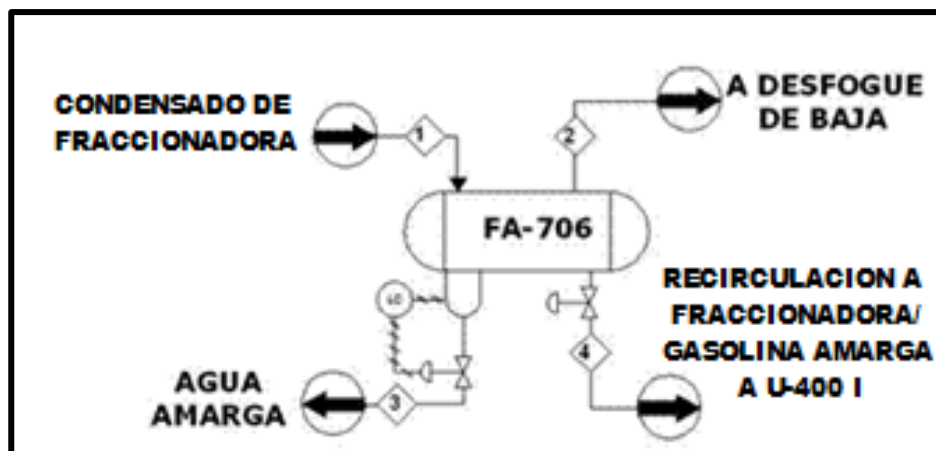 CONDENSADO DE
FRACCIONADORA
1
2
A DESFOGUE
DE BAJA
FA-706
RECIRCULACION A
FRACCIONADORA/
GASOLINA AMARGA
A U-400 I
4
AGUA
AMARGA
3